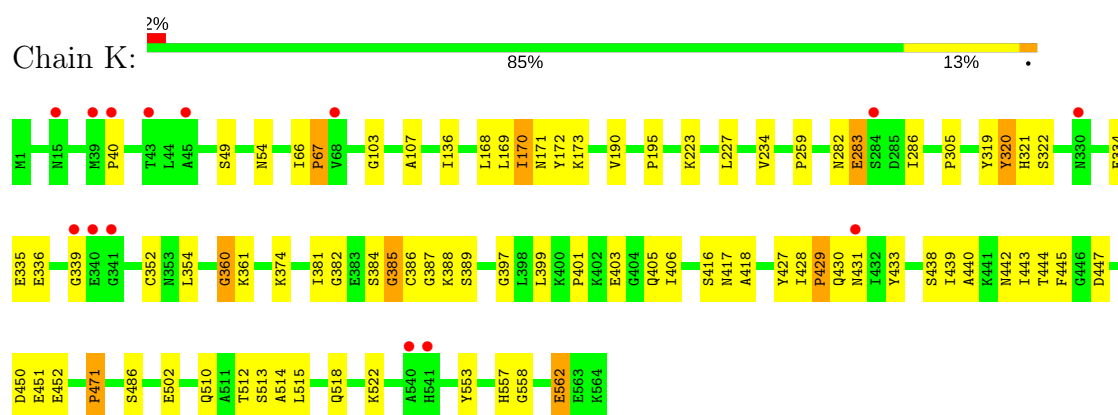 2%
Chain K:
85% 13% •
M1 N15 M39 P40 T43 L44 A45 S49 N54 I66 P67 V68 G103 A107 I136 L168 L169 I170 N171 Y172 K173 V190 P195 K223 L227 V234 P259 N282 H283 S284 D285 I286 P305 Y319 Y320 H321 S322 N330
E335 E336 G339 E340 G341 C352 N353 L354 G360 K361 K374 I381 G382 E383 S384 G385 C386 G387 K388 S389 G397 L398 L399 K400 P401 K402 E403 G404 Q405 I406 S416 N417 A418 Y427 I428 P429 Q430 N431 I432 Y433 S438 I439 A440 K441 N442 I443 T444 F445 G446 D447
D450 E451 E452 P471 S486 E502 Q510 A511 T512 S513 A514 L515 Q518 K522 A540 H541 Y553 H557 G558 E562 E563 K564